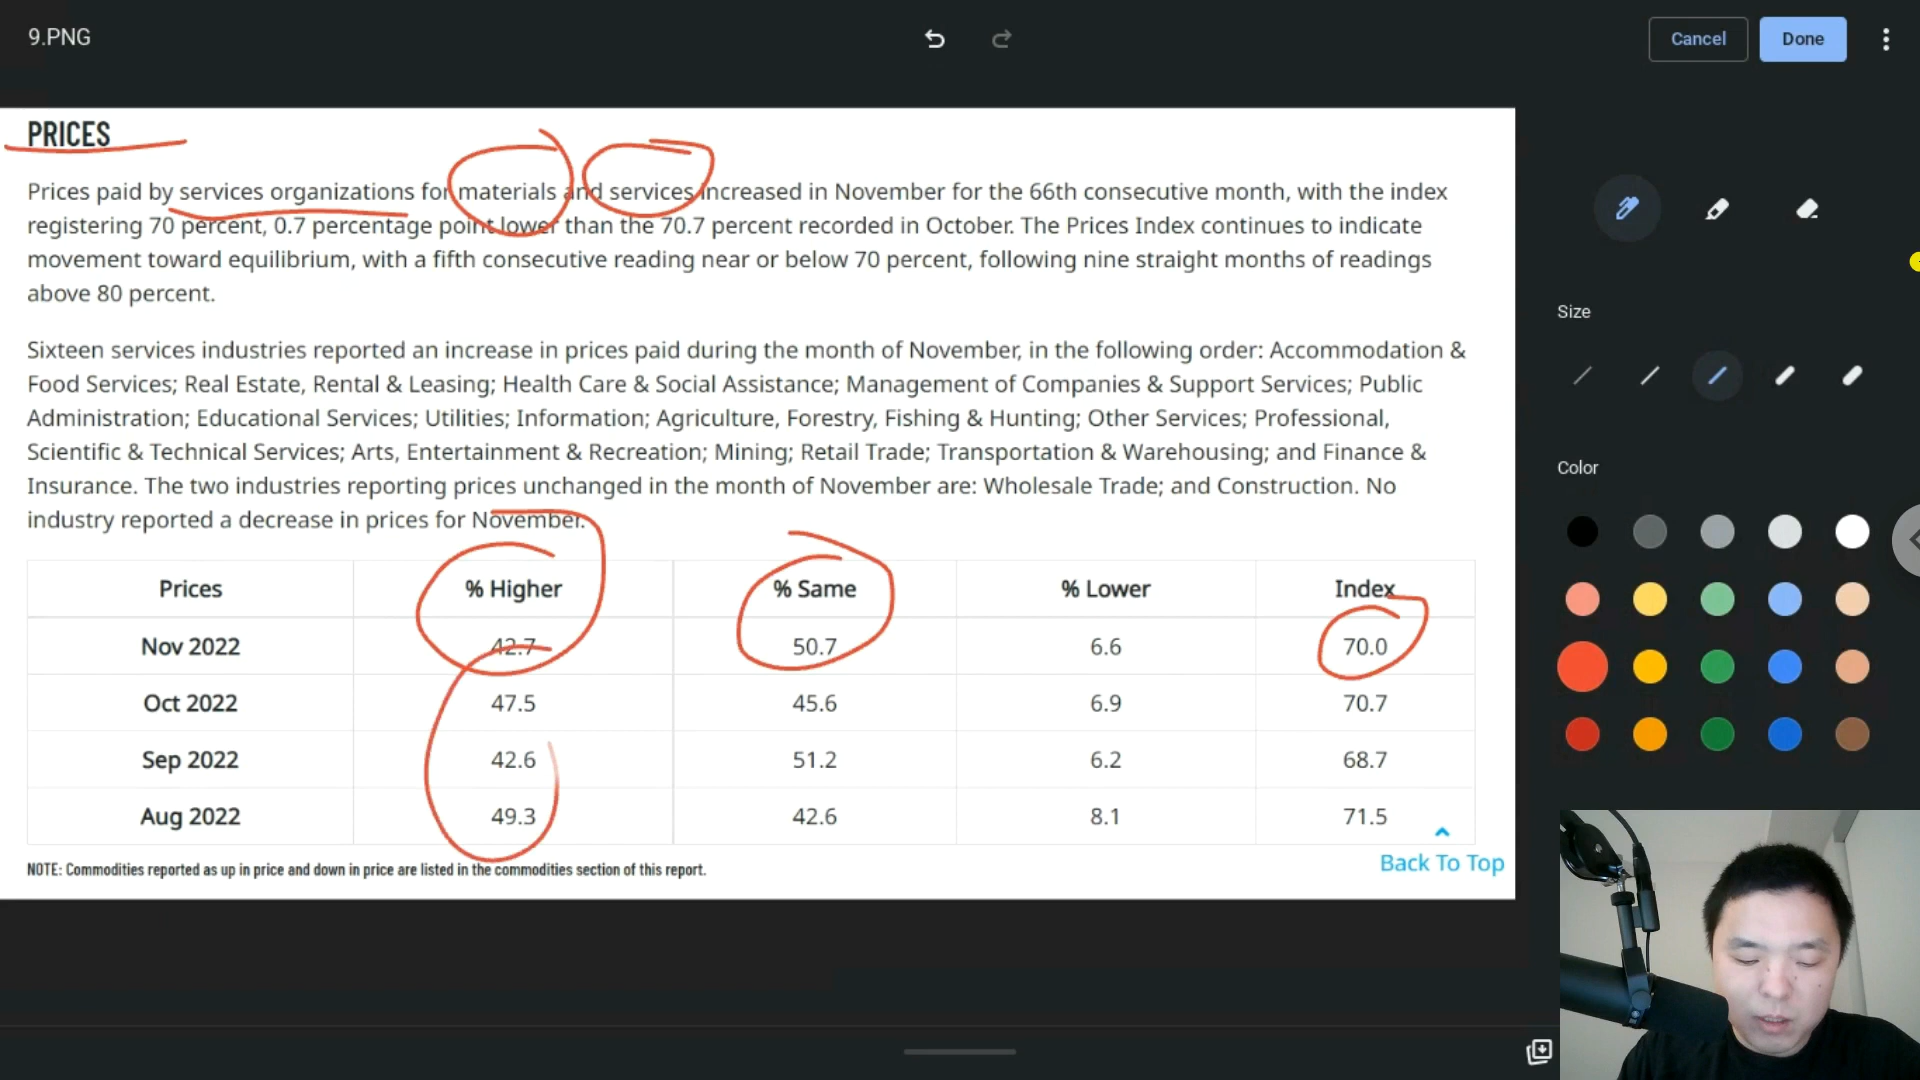 9.PNG
Cancel
Done
PRICES
Prices paid by services organizations for materials and services increased in November for the 66th consecutive month, with the index
registering 70 percent, 0.7 percentage point lower than the 70.7 percent recorded in October. The Prices Index continues to indicate
movement toward equilibrium, with a fifth consecutive reading near or below 70 percent, following nine straight months of readings
above 80 percent.
Sixteen services industries reported an increase in prices paid during the month of November, in the following order: Accommodation &
Food Services; Real Estate, Rental & Leasing; Health Care & Social Assistance; Management of Companies & Support Services; Public
Administration; Educational Services; Utilities; Information; Agriculture, Forestry, Fishing & Hunting; Other Services; Professional,
Scientific & Technical Services; Arts, Entertainment & Recreation; Mining; Retail Trade; Transportation & Warehousing; and Finance &
Insurance. The two industries reporting prices unchanged in the month of November are: Wholesale Trade; and Construction. No
industry reported a decrease in prices for November.
Prices % Higher % Same % Lower Index
Nov 2022 42.7 50.7 6.6 70.0
Oct 2022 47.5 45.6 6.9 70.7
Sep 2022 42.6 51.2 6.2 68.7
Aug 2022 49.3 42.6 8.1 71.5
NOTE: Commodities reported as up in price and down in price are listed in the commodities section of this report.
Back To Top
Size
Color